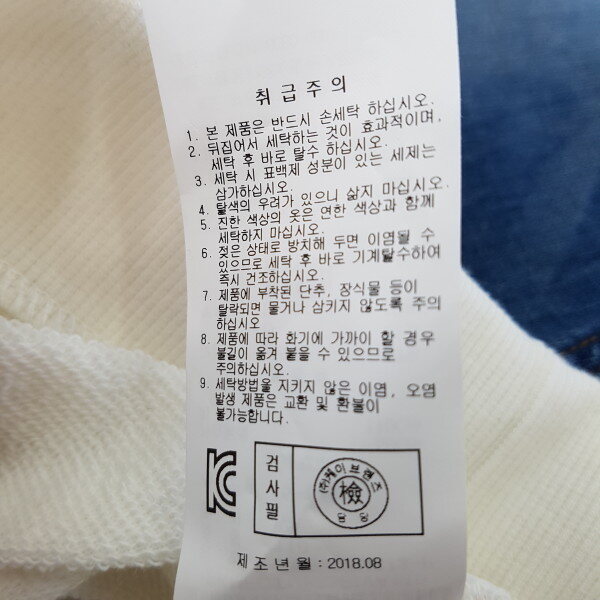 취급주의
1. 본 제품은 반드시 손세탁 하십시오.
2. 뒤집어서 세탁하는 것이 효과적이며,
세탁 후 바로 탈수 하십시오.
3. 세탁 시 표백제 성분이 있는 세제는
삼가하십시오.
4. 탈색의 우려가 있으니 삶지 마십시오.
5. 진한 색상의 옷은 연한 색상과 함께
세탁하지 마십시오.
6. 젖은 상태로 방치해 두면 이염될 수
있으므로 세탁 후 바로 기계탈수하여
즉시 건조하십시오.
7. 제품에 부착된 단추, 장식물 등이
탈락되면 물거나 삼키지 않도록 주의
하십시오
8. 제품에 따라 화기에 가까이 할 경우
불길이 옮겨 붙을 수 있으므로
주의하십시오.
9. 세탁방법을 지키지 않은 이염, 오염
발생 제품은 교환 및 환불이
불가능합니다.
검사필
(주)케이브랜즈
檢
제조년월 : 2018.08